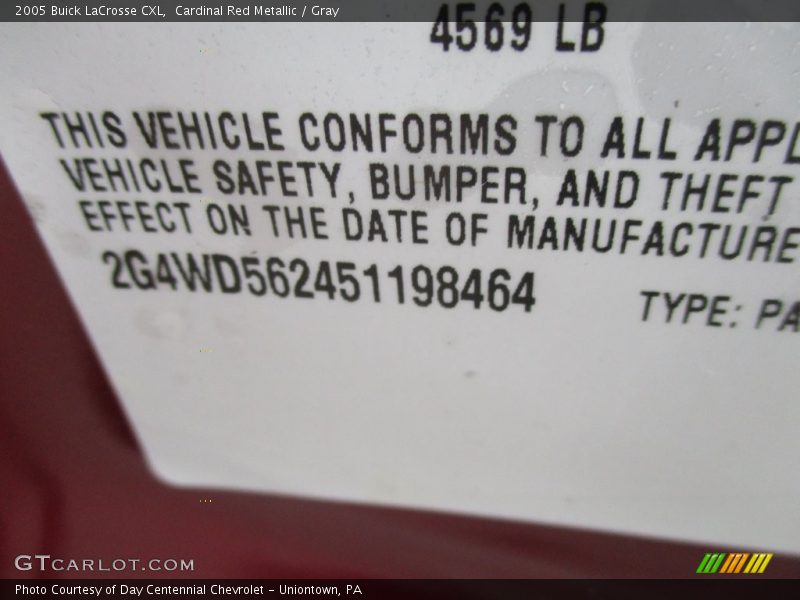 2005 Buick LaCrosse CXL,  Cardinal Red Metallic / Gray
4569 LB
THIS VEHICLE CONFORMS TO ALL APPL
VEHICLE SAFETY, BUMPER, AND THEFT
EFFECT ON THE DATE OF MANUFACTURE
2G4WD562451198464 TYPE: PA
GTCARLOT.COM
Photo Courtesy of Day Centennial Chevrolet - Uniontown, PA